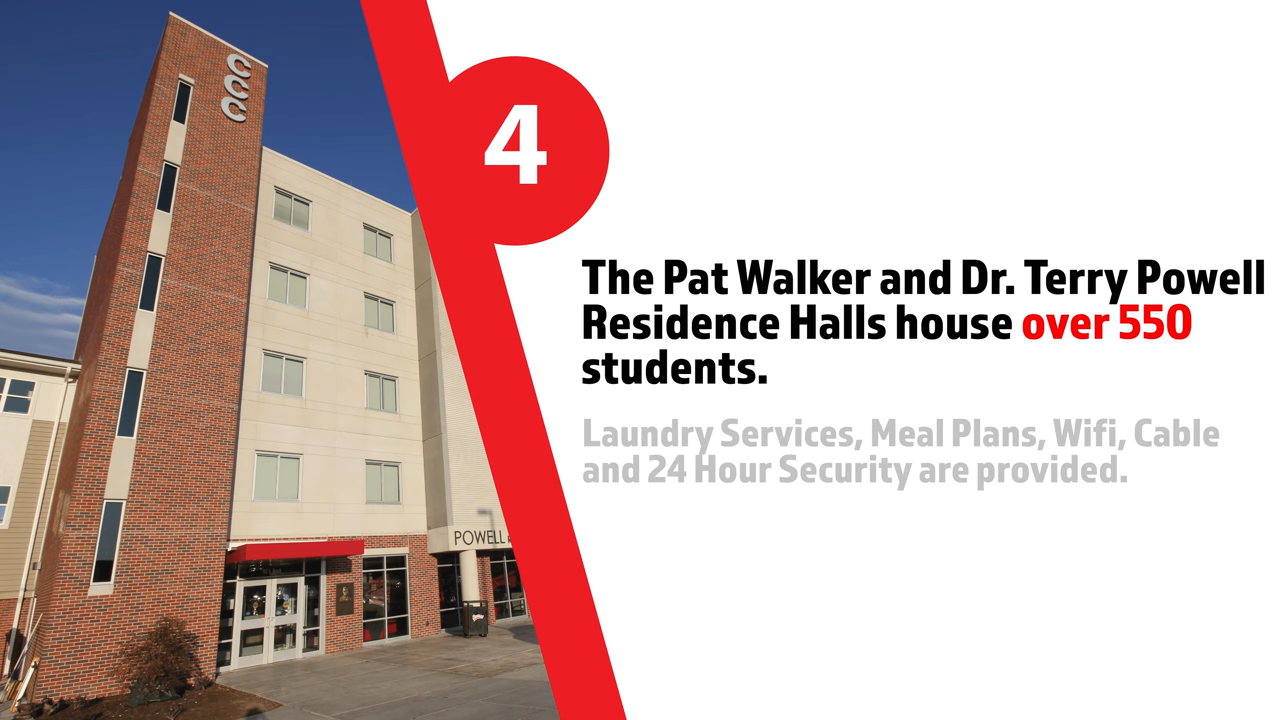 CCC
4
The Pat Walker and Dr. Terry Powell
Residence Halls house over 550
students.
Laundry Services, Meal Plans, Wifi, Cable
and 24 Hour Security are provided.
POWELL